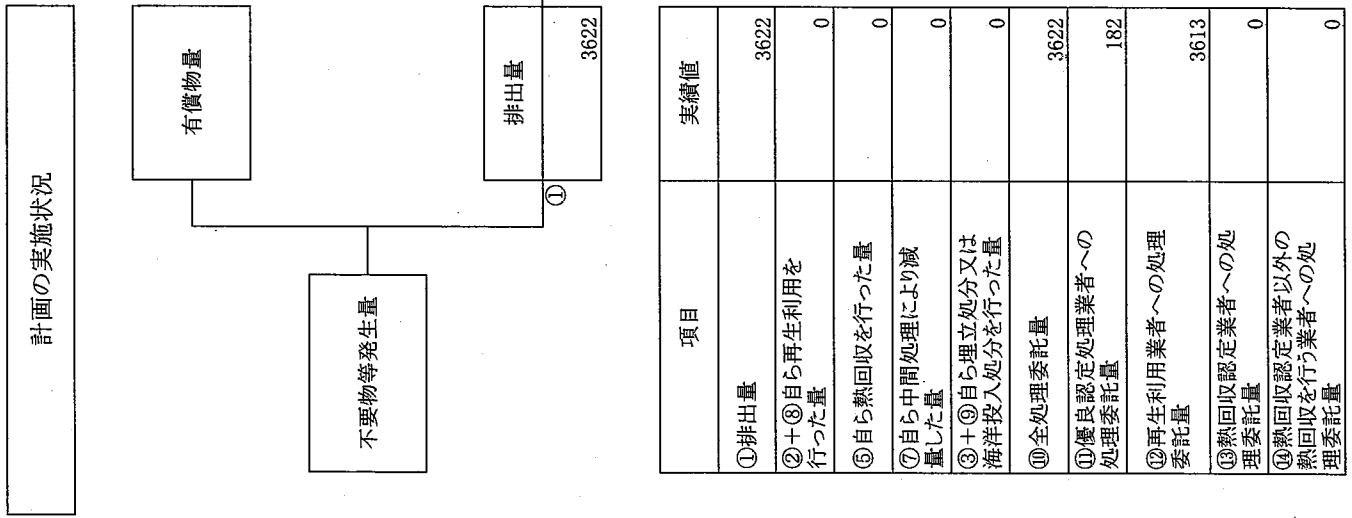 計画の実施状況
有償物量
不要物等発生量
排出量
①
3622
項目
実績値
①排出量
3622
②+⑧自ら再生利用を
行った量
0
⑤自ら熱回収を行った量
0
⑦自ら中間処理により減
量した量
0
③+⑨自ら埋立処分又は
海洋投入処分を行った量
0
⑩全処理委託量
3622
⑪優良認定処理業者への
処理委託量
182
⑫再生利用業者への処理
委託量
3613
⑬熱回収認定業者への処
理委託量
0
⑭熱回収認定業者以外の
熱回収を行う業者への処
理委託量
0